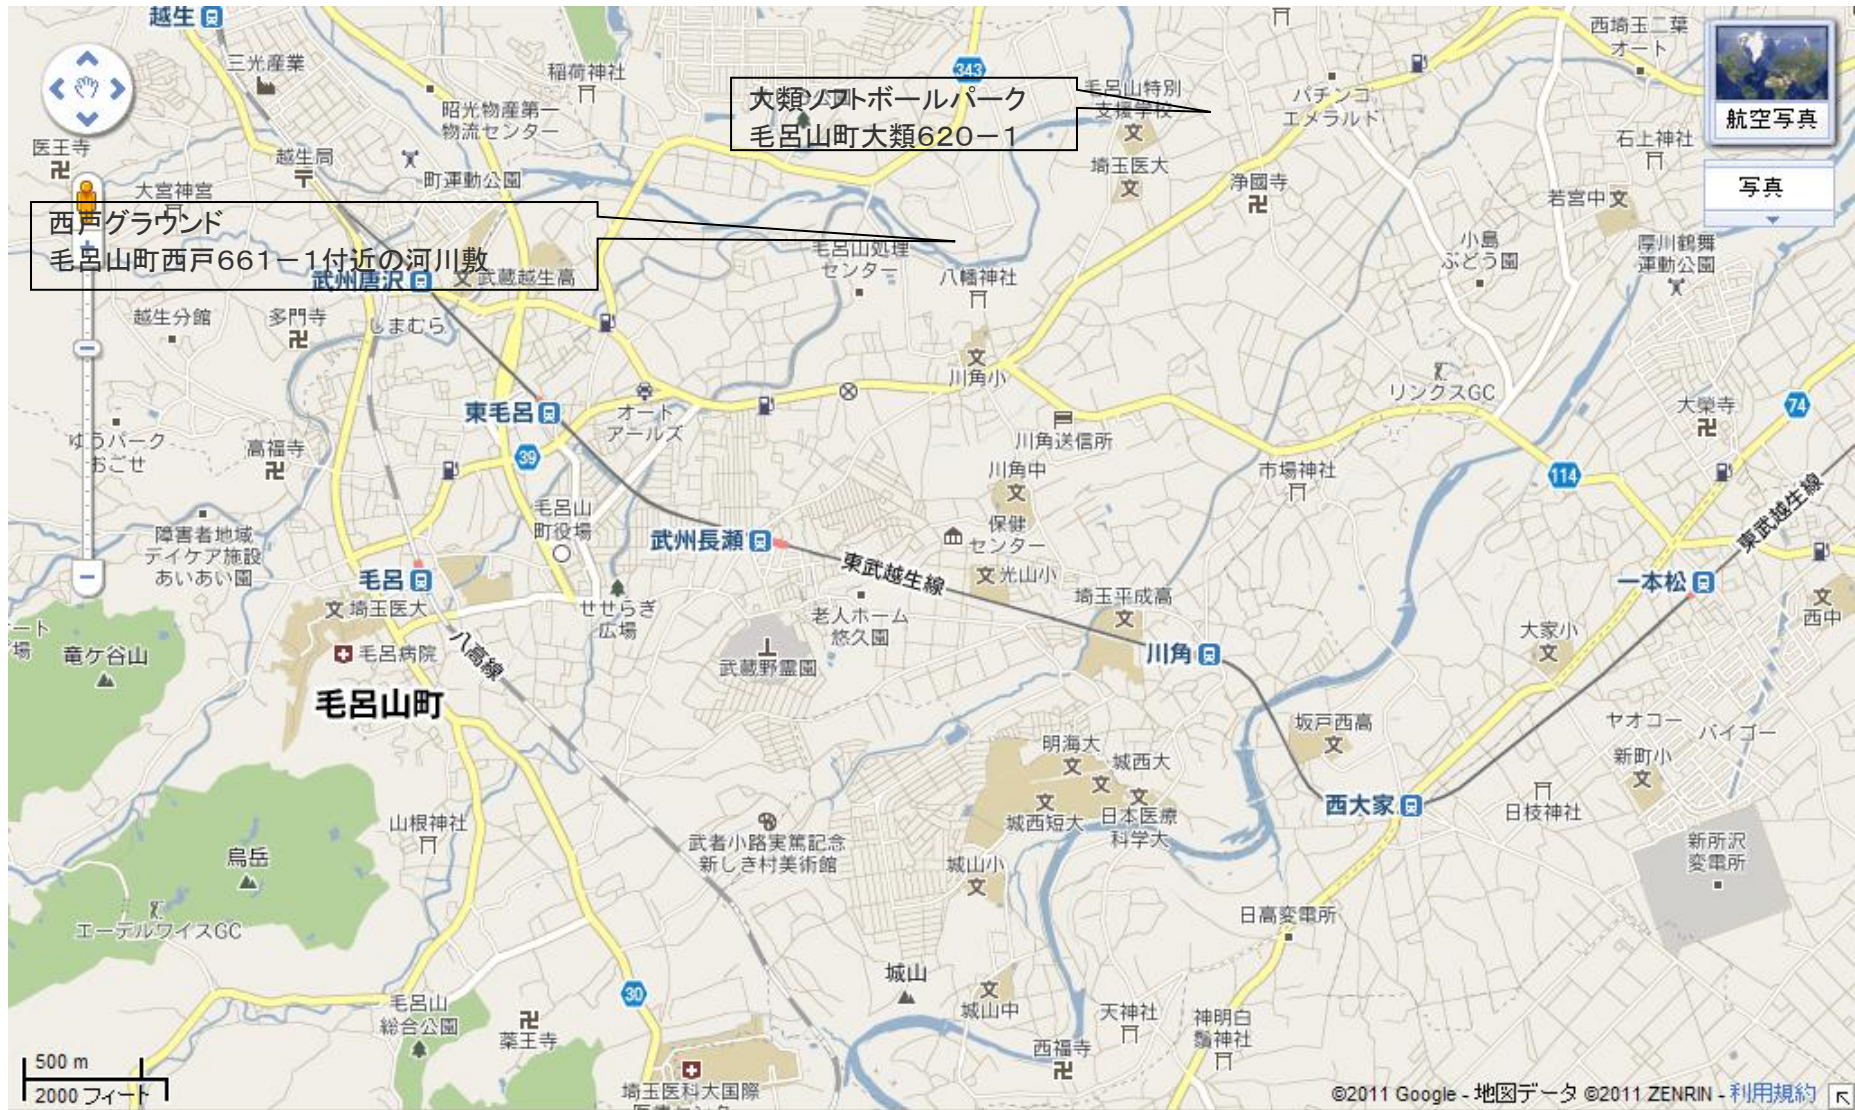 越生
三光産業
稲荷神社
343
西埼玉二葉
オート
昭光物産第一
物流センター
大類ソフトボールパーク
毛呂山町大類620－1
毛呂山特別
支援学校
パチンコ
エメラルド
航空写真
写真
医王寺
越生局
町運動公園
大宮神宮
埼玉医大
浄國寺
石上神社
若宮中
西戸グラウンド
毛呂山町西戸661－1付近の河川敷
武州唐沢
武蔵越生高
毛呂山処理
センター
八幡神社
小島
ぶどう園
厚川鶴舞
運動公園
越生分館
多門寺
しまむら
川角小
リンクスGC
東毛呂
オート
アールズ
大榮寺
74
ゆうパーク
おごせ
高福寺
39
川角送信所
川角中
市場神社
114
毛呂山
町役場
武州長瀬
保健
センター
東武越生線
東武越生線
障害者地域
デイケア施設
あいあい園
毛呂
埼玉医大
せせらぎ
広場
老人ホーム
悠久園
光山小
埼玉平成高
一本松
西中
大家小
ート
場
竜ケ谷山
毛呂病院
八高線
武蔵野霊園
川角
毛呂山町
坂戸西高
ヤオコー
バイゴー
新町小
明海大
城西大
城西短大
日本医療
科学大
西大家
日枝神社
山根神社
武者小路実篤記念
新しき村美術館
城山小
新所沢
変電所
烏岳
エーデルワイスGC
日高変電所
城山
30
毛呂山
総合公園
薬王寺
城山中
天神社
神明白
鬚神社
西福寺
埼玉医科大国際
500 m
2000 フィート
©2011 Google - 地図データ ©2011 ZENRIN - 利用規約